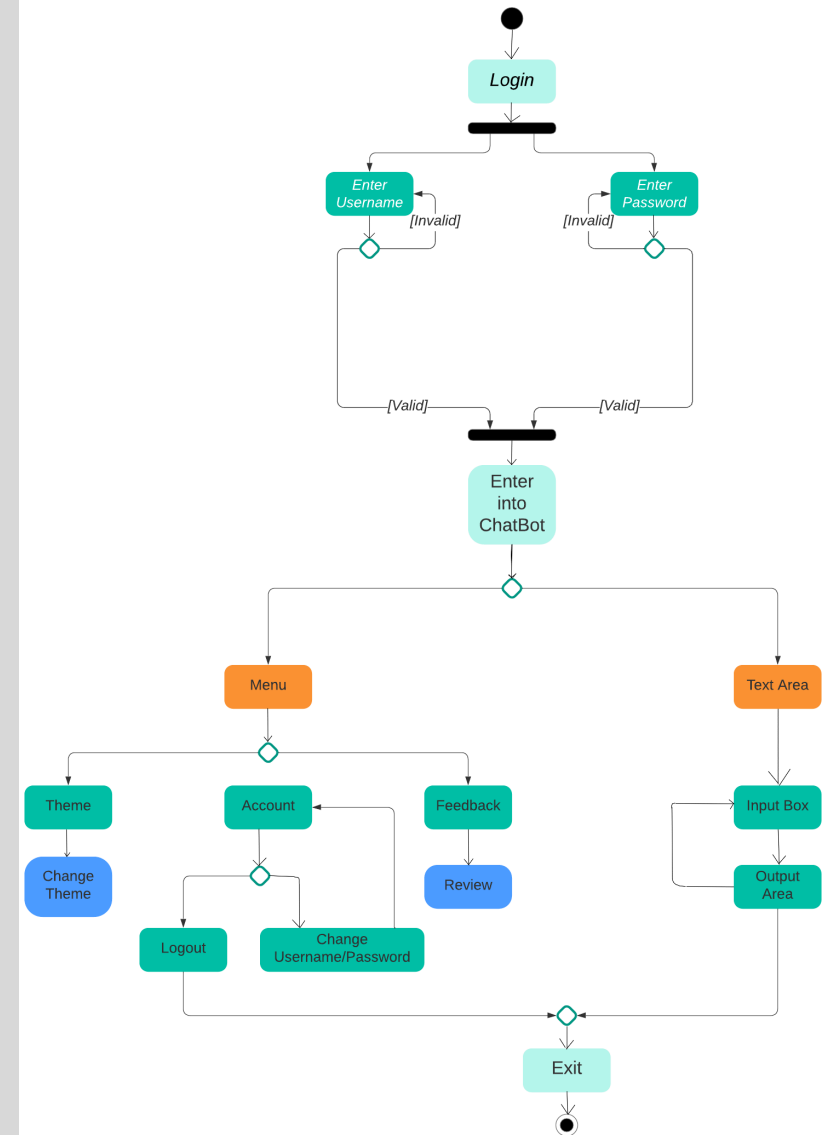 Login
Enter
Username
Enter
Password
[Invalid]
[Invalid]
[Valid]
[Valid]
Enter
into
ChatBot
Menu
Text Area
Theme
Account
Feedback
Input Box
Change
Theme
Review
Output
Area
Logout
Change
Username/Password
Exit